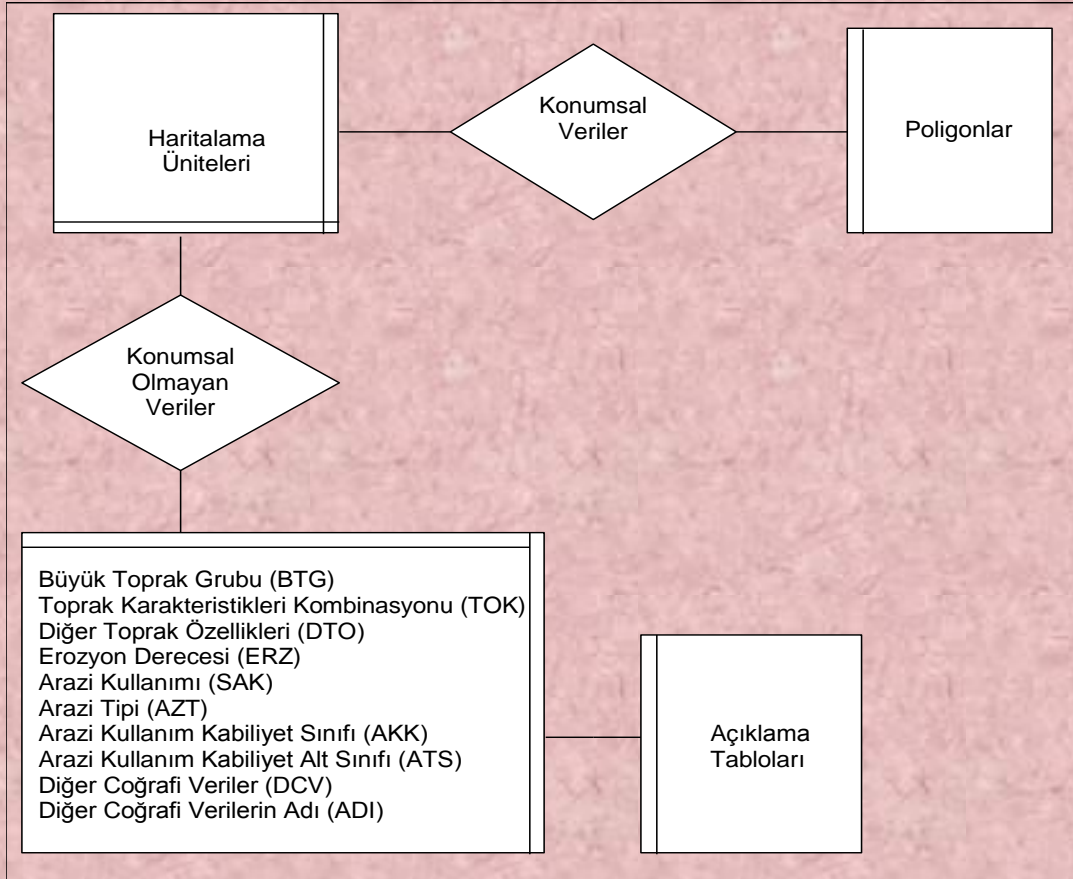 Haritalama
Üniteleri
Konumsal
Veriler
Poligonlar
Konumsal
Olmayan
Veriler
Büyük Toprak Grubu (BTG)
Toprak Karakteristikleri Kombinasyonu (TOK)
Diğer Toprak Özellikleri (DTO)
Erozyon Derecesi (ERZ)
Arazi Kullanımı (SAK)
Arazi Tipi (AZT)
Arazi Kullanım Kabiliyet Sınıfı (AKK)
Arazi Kullanım Kabiliyet Alt Sınıfı (ATS)
Diğer Coğrafi Veriler (DCV)
Diğer Coğrafi Verilerin Adı (ADI)
Açıklama
Tabloları